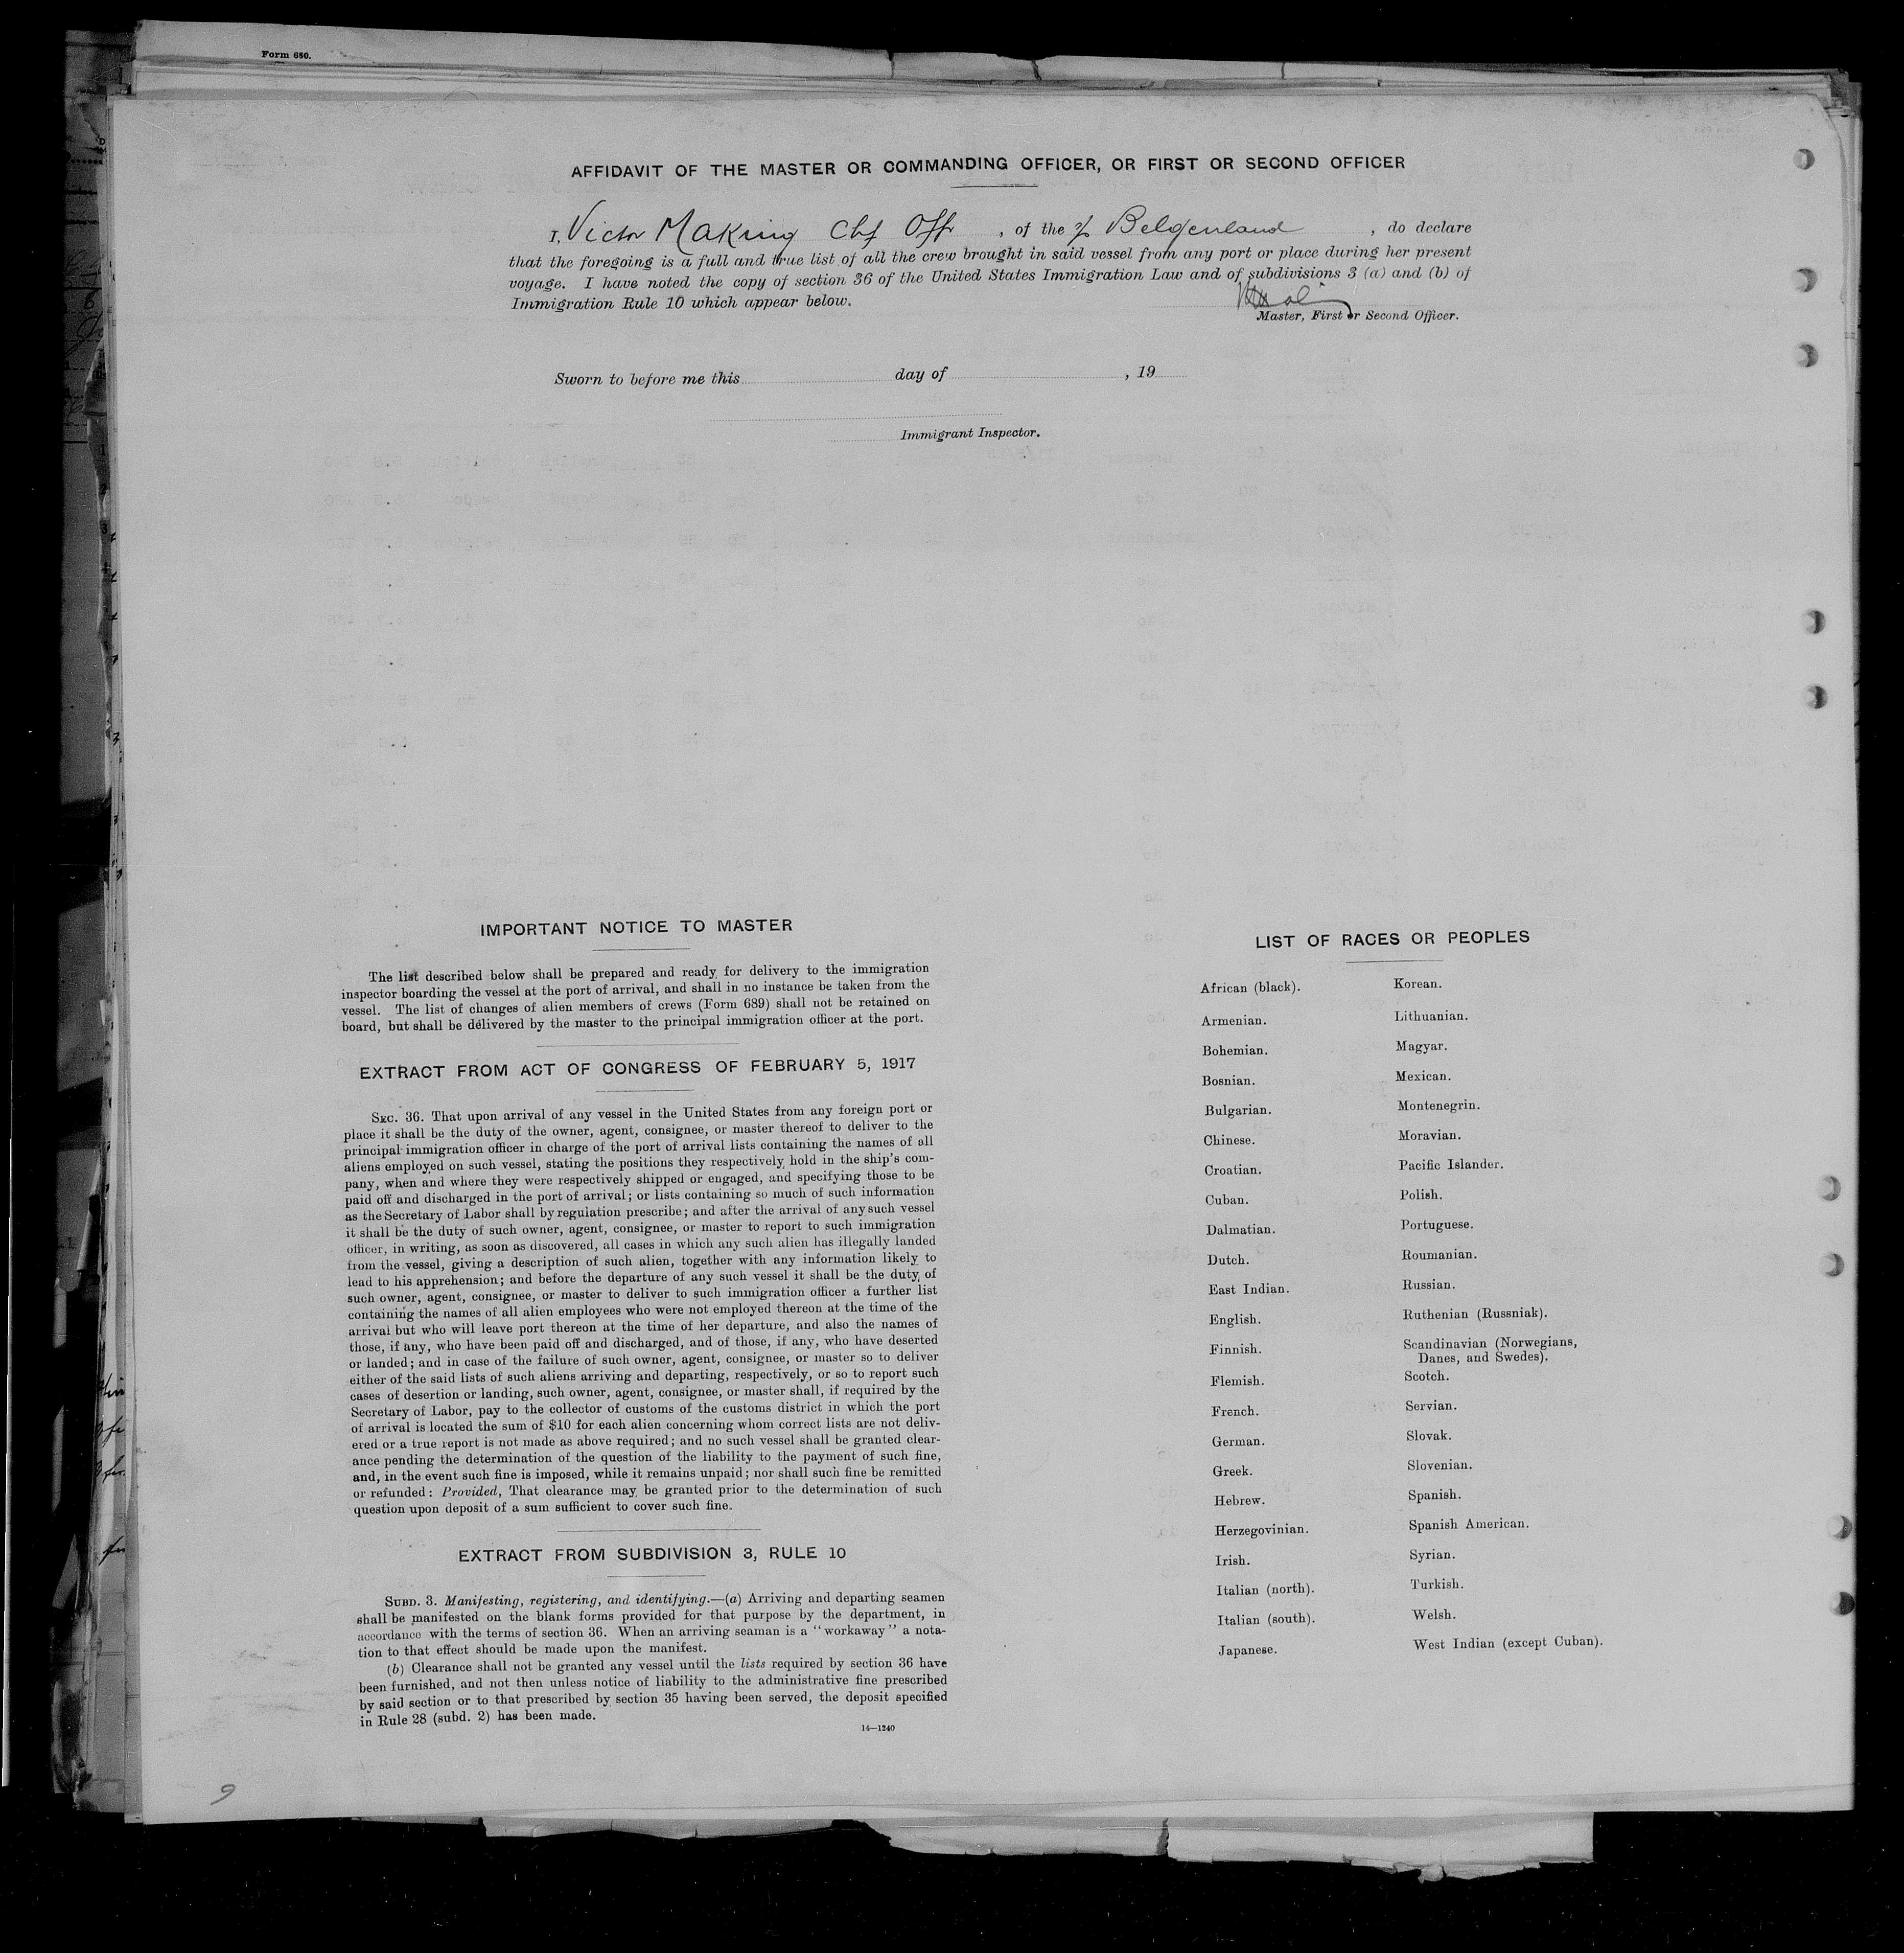 Form 680.
AFFIDAVIT OF THE MASTER OR COMMANDING OFFICER, OR FIRST OR SECOND OFFICER
I, Victor Making Chf Offr , of the S/S Belgenland , do declare
that the foregoing is a full and true list of all the crew brought in said vessel from any port or place during her present
voyage. I have noted the copy of section 36 of the United States Immigration Law and of subdivisions 3 (a) and (b) of
Immigration Rule 10 which appear below.
Master, First or Second Officer.
Sworn to before me this day of , 19
Immigrant Inspector.
IMPORTANT NOTICE TO MASTER
The list described below shall be prepared and ready for delivery to the immigration
inspector boarding the vessel at the port of arrival, and shall in no instance be taken from the
vessel. The list of changes of alien members of crews (Form 689) shall not be retained on
board, but shall be delivered by the master to the principal immigration officer at the port.
EXTRACT FROM ACT OF CONGRESS OF FEBRUARY 5, 1917
SEC. 36. That upon arrival of any vessel in the United States from any foreign port or
place it shall be the duty of the owner, agent, consignee, or master thereof to deliver to the
principal immigration officer in charge of the port of arrival lists containing the names of all
aliens employed on such vessel, stating the positions they respectively hold in the ship's com-
pany, when and where they were respectively shipped or engaged, and specifying those to be
paid off and discharged in the port of arrival; or lists containing so much of such information
as the Secretary of Labor shall by regulation prescribe; and after the arrival of any such vessel
it shall be the duty of such owner, agent, consignee, or master to report to such immigration
officer, in writing, as soon as discovered, all cases in which any such alien has illegally landed
from the vessel, giving a description of such alien, together with any information likely to
lead to his apprehension; and before the departure of any such vessel it shall be the duty of
such owner, agent, consignee, or master to deliver to such immigration officer a further list
containing the names of all alien employees who were not employed thereon at the time of the
arrival but who will leave port thereon at the time of her departure, and also the names of
those, if any, who have been paid off and discharged, and of those, if any, who have deserted
or landed; and in case of the failure of such owner, agent, consignee, or master so to deliver
either of the said lists of such aliens arriving and departing, respectively, or so to report such
cases of desertion or landing, such owner, agent, consignee, or master shall, if required by the
Secretary of Labor, pay to the collector of customs of the customs district in which the port
of arrival is located the sum of $10 for each alien concerning whom correct lists are not deliv-
ered or a true report is not made as above required; and no such vessel shall be granted clear-
ance pending the determination of the question of the liability to the payment of such fine,
and, in the event such fine is imposed, while it remains unpaid; nor shall such fine be remitted
or refunded: Provided, That clearance may be granted prior to the determination of such
question upon deposit of a sum sufficient to cover such fine.
EXTRACT FROM SUBDIVISION 3, RULE 10
SUBD. 3. Manifesting, registering, and identifying.—(a) Arriving and departing seamen
shall be manifested on the blank forms provided for that purpose by the department, in
accordance with the terms of section 36. When an arriving seaman is a "workaway" a nota-
tion to that effect should be made upon the manifest.
(b) Clearance shall not be granted any vessel until the lists required by section 36 have
been furnished, and not then unless notice of liability to the administrative fine prescribed
by said section or to that prescribed by section 35 having been served, the deposit specified
in Rule 28 (subd. 2) has been made.
14—1240
LIST OF RACES OR PEOPLES
African (black). Korean.
Armenian. Lithuanian.
Bohemian. Magyar.
Bosnian. Mexican.
Bulgarian. Montenegrin.
Chinese. Moravian.
Croatian. Pacific Islander.
Cuban. Polish.
Dalmatian. Portuguese.
Dutch. Roumanian.
East Indian. Russian.
English. Ruthenian (Russniak).
Finnish. Scandinavian (Norwegians,
Danes, and Swedes).
Flemish. Scotch.
French. Servian.
German. Slovak.
Greek. Slovenian.
Hebrew. Spanish.
Herzegovinian. Spanish American.
Irish. Syrian.
Italian (north). Turkish.
Italian (south). Welsh.
Japanese. West Indian (except Cuban).
9